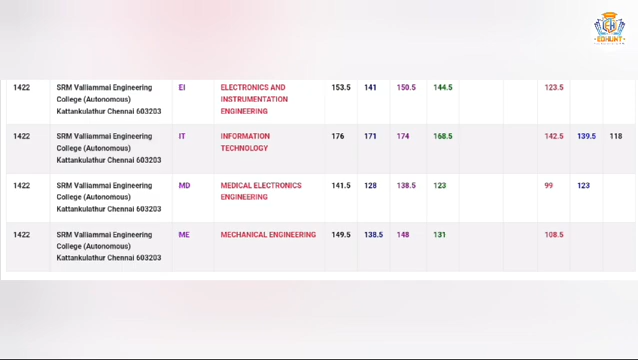 EDHUNT
1422 SRM Valliammai Engineering EI ELECTRONICS AND 153.5 141 150.5 144.5 123.5
College (Autonomous) INSTRUMENTATION
Kattankulathur Chennai 603203 ENGINEERING
1422 SRM Valliammai Engineering IT INFORMATION 176 171 174 168.5 142.5 139.5 118
College (Autonomous) TECHNOLOGY
Kattankulathur Chennai 603203
1422 SRM Valliammai Engineering MD MEDICAL ELECTRONICS 141.5 128 138.5 123 99 123
College (Autonomous) ENGINEERING
Kattankulathur Chennai 603203
1422 SRM Valliammai Engineering ME MECHANICAL ENGINEERING 149.5 138.5 148 131 108.5
College (Autonomous)
Kattankulathur Chennai 603203